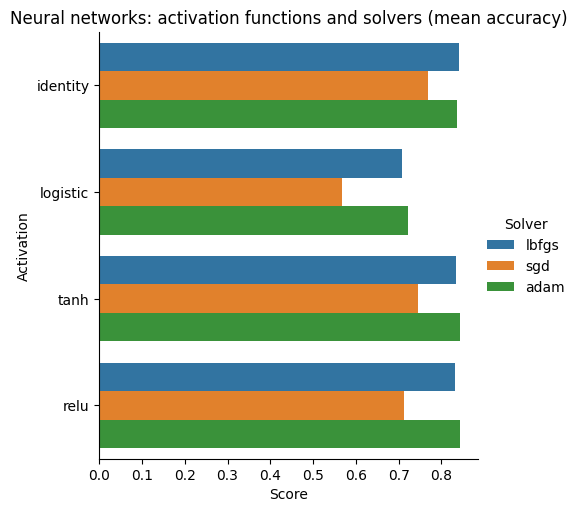 Neural networks: activation functions and solvers (mean accuracy)
Activation
identity
logistic
tanh
relu
0.0 0.1 0.2 0.3 0.4 0.5 0.6 0.7 0.8
Score
Solver
lbfgs
sgd
adam